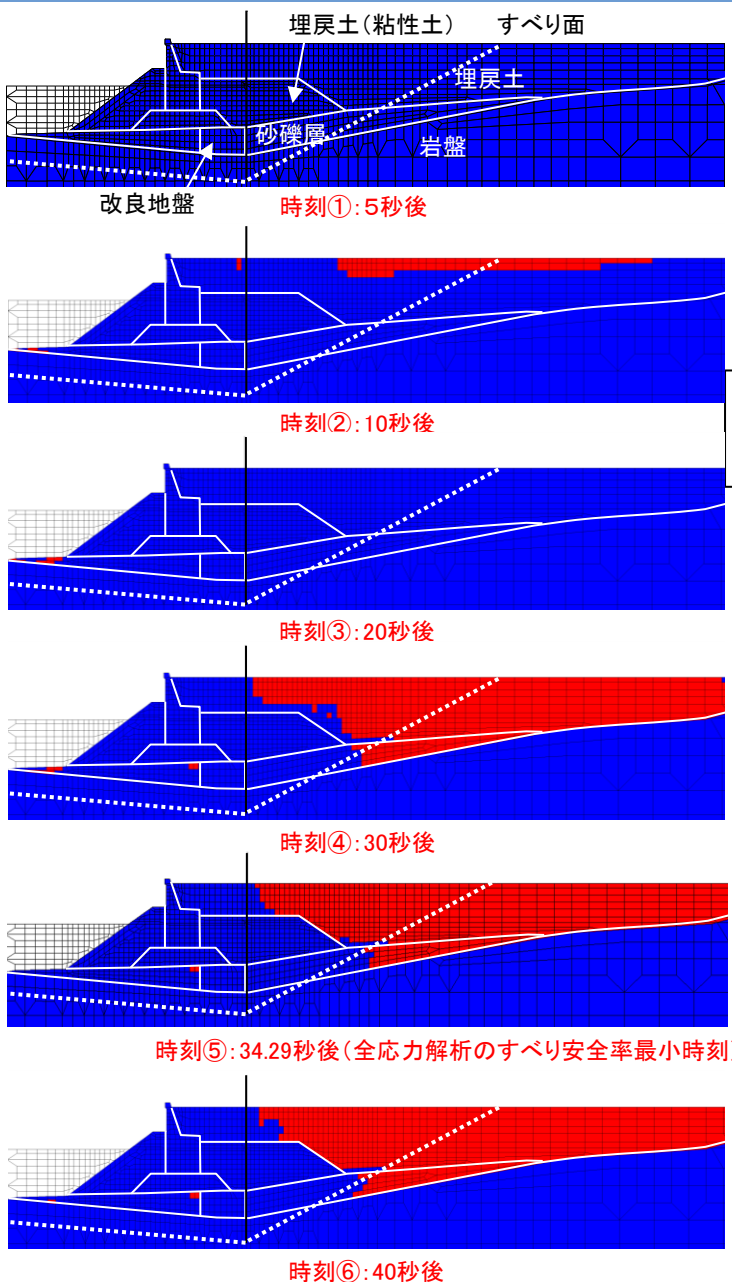 埋戻土(粘性土) すべり面
埋戻土
砂礫層
岩盤
改良地盤
時刻①:5秒後
時刻②:10秒後
時刻③:20秒後
時刻④:30秒後
時刻⑤:34.29秒後(全応力解析のすべり安全率最小時刻)
時刻⑥:40秒後